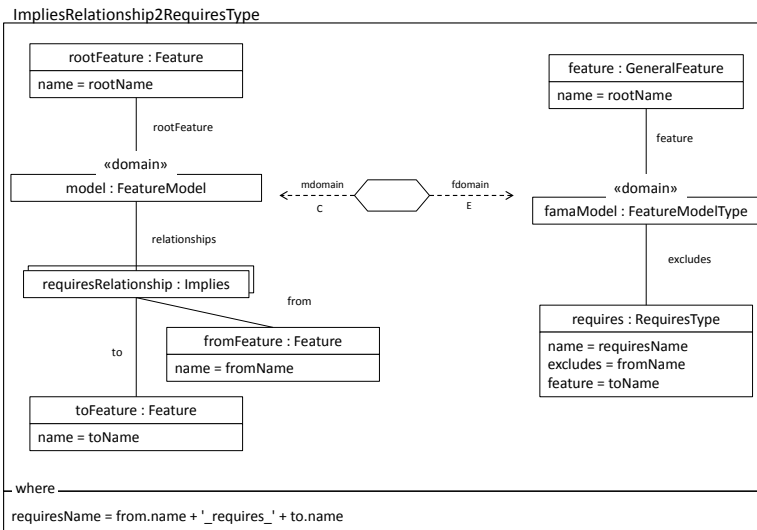 ImpliesRelationship2RequiresType
rootFeature : Feature
name = rootName
rootFeature
«domain»
model : FeatureModel
relationships
requiresRelationship : Implies
from
fromFeature : Feature
name = fromName
to
toFeature : Feature
name = toName
mdomain
C
fdomain
E
feature : GeneralFeature
name = rootName
feature
«domain»
famaModel : FeatureModelType
excludes
requires : RequiresType
name = requiresName
excludes = fromName
feature = toName
where
requiresName = from.name + '_requires_' + to.name